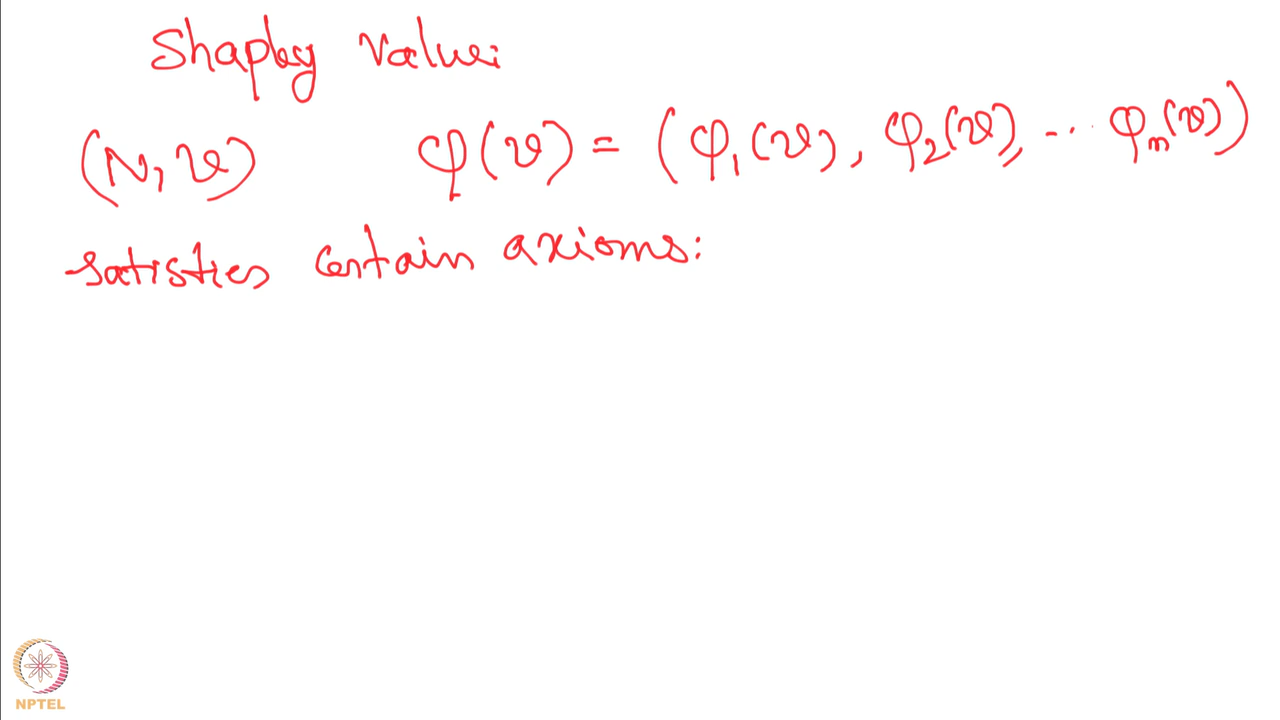 Shapley Value:
(N, v) φ(v) = (φ₁(v), φ₂(v), ... φₙ(v))
satisfies certain axioms:
NPTEL